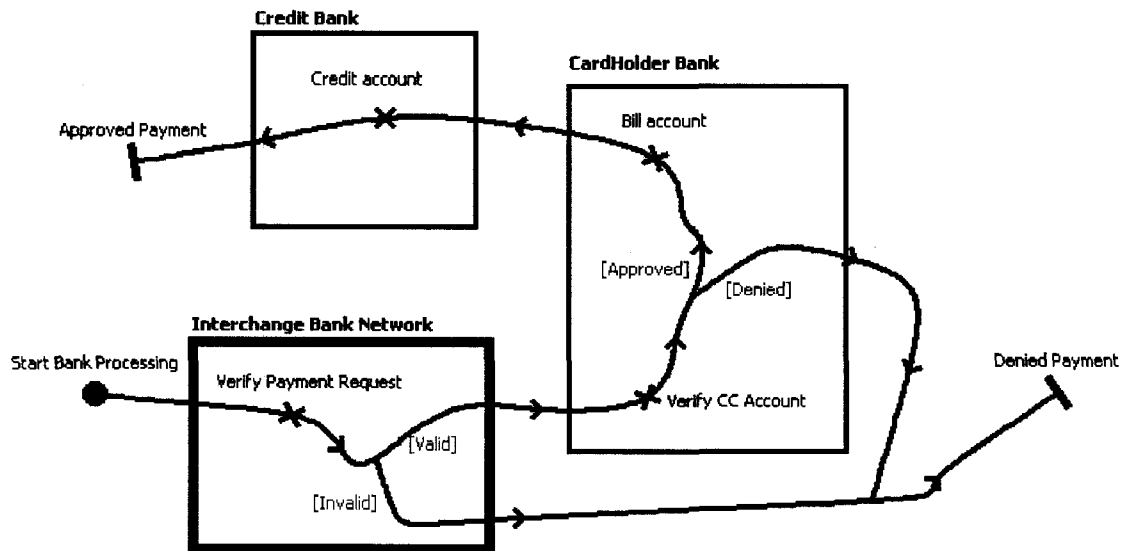 Credit Bank
Credit account
Approved Payment
CardHolder Bank
Bill account
[Approved]
[Denied]
Interchange Bank Network
Start Bank Processing
Verify Payment Request
Verify CC Account
Denied Payment
[Valid]
[Invalid]